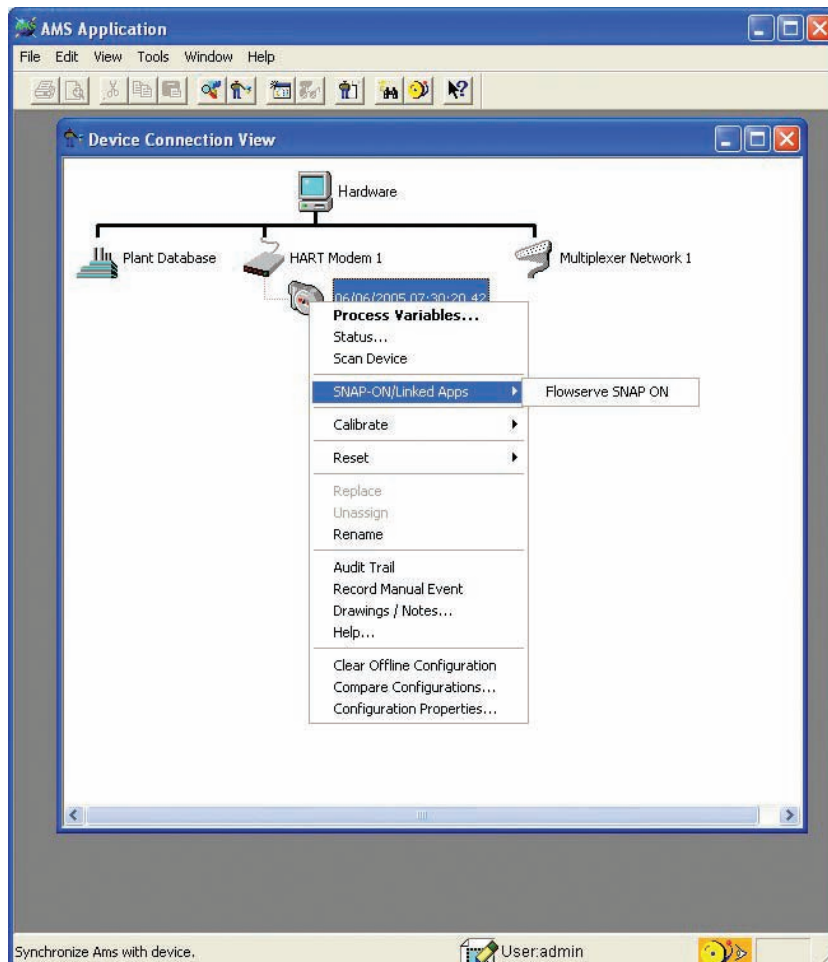 AMS Application
File Edit View Tools Window Help
Device Connection View
Hardware
Plant Database
HART Modem 1
Multiplexer Network 1
06/06/2005 07:30:20.42
Process Variables...
Status...
Scan Device
SNAP-ON/Linked Apps
Flowserve SNAP ON
Calibrate
Reset
Replace
Unassign
Rename
Audit Trail
Record Manual Event
Drawings / Notes...
Help...
Clear Offline Configuration
Compare Configurations...
Configuration Properties...
Synchronize Ams with device.
User:admin